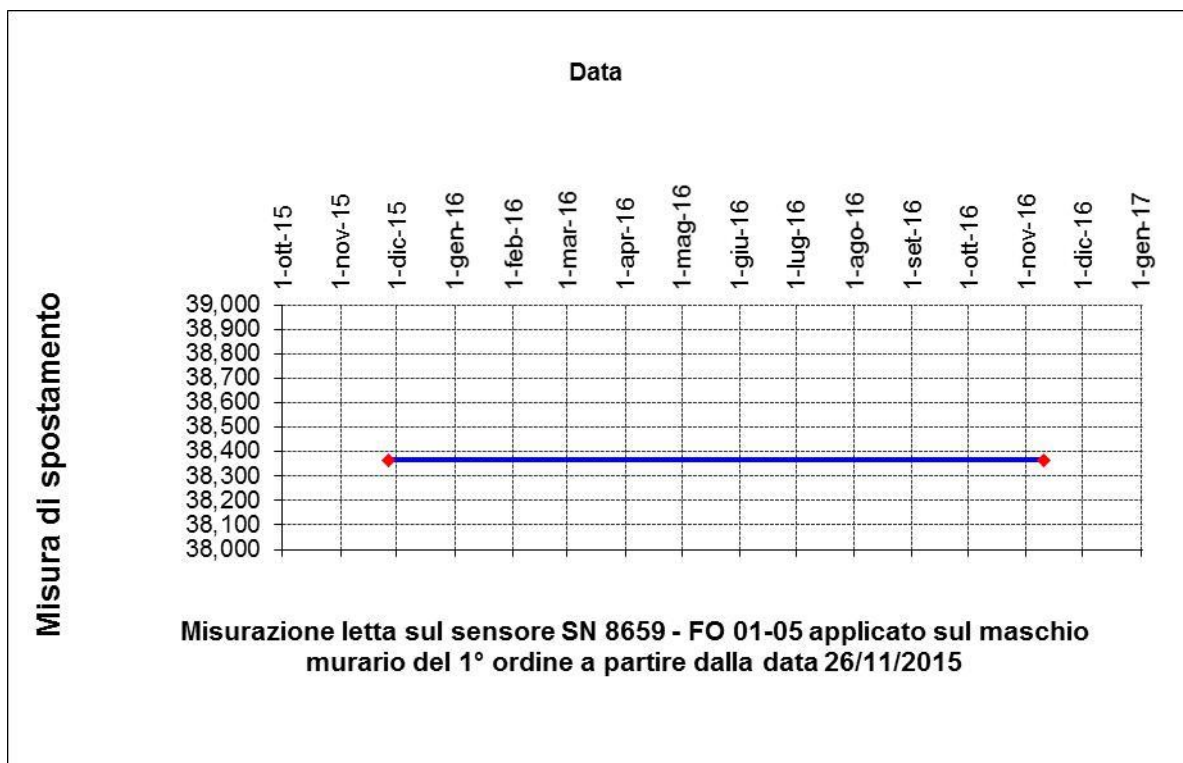 Data
1-ott-15
1-nov-15
1-dic-15
1-gen-16
1-feb-16
1-mar-16
1-apr-16
1-mag-16
1-giu-16
1-lug-16
1-ago-16
1-set-16
1-ott-16
1-nov-16
1-dic-16
1-gen-17
Misura di spostamento
39,000
38,900
38,800
38,700
38,600
38,500
38,400
38,300
38,200
38,100
38,000
Misurazione letta sul sensore SN 8659 - FO 01-05 applicato sul maschio
murario del 1° ordine a partire dalla data 26/11/2015